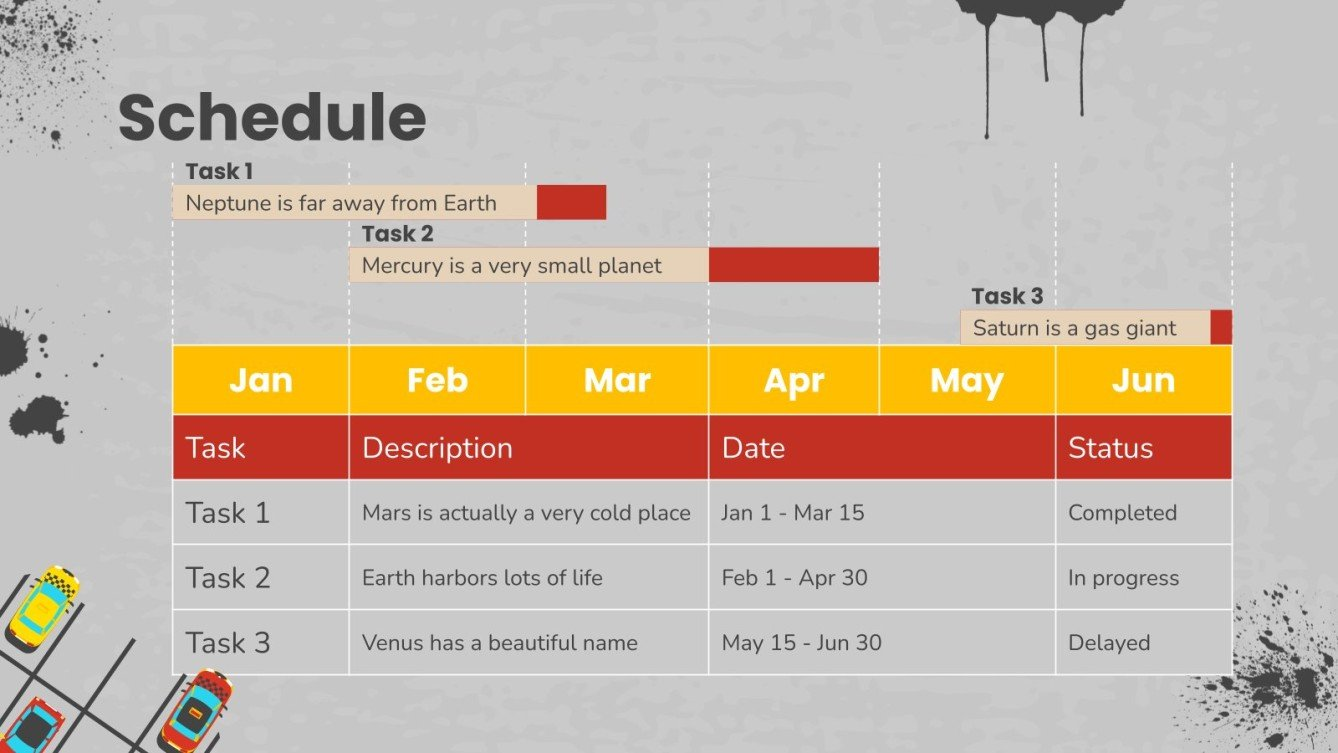 Schedule
Task 1
Neptune is far away from Earth
Task 2
Mercury is a very small planet
Task 3
Saturn is a gas giant
Jan Feb Mar Apr May Jun
Task Description Date Status
Task 1 Mars is actually a very cold place Jan 1 - Mar 15 Completed
Task 2 Earth harbors lots of life Feb 1 - Apr 30 In progress
Task 3 Venus has a beautiful name May 15 - Jun 30 Delayed